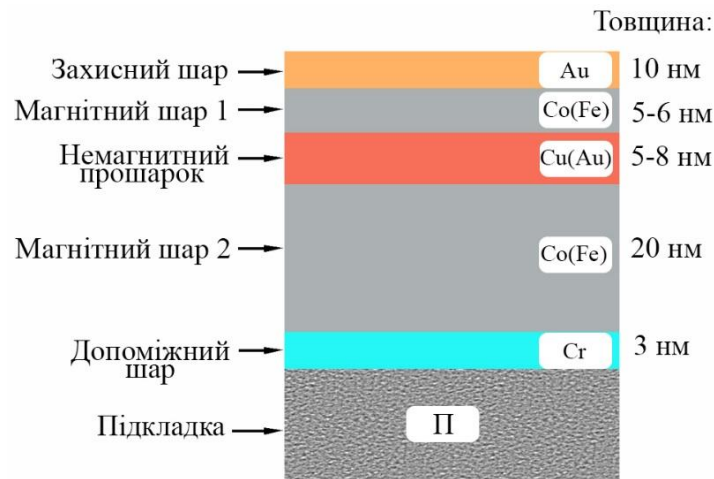 Товщина:
Захисний шар
Au
10 нм
Магнітний шар 1
Co(Fe)
5-6 нм
Немагнитний
прошарок
Cu(Au)
5-8 нм
Магнітний шар 2
Co(Fe)
20 нм
Допоміжний
шар
Cr
3 нм
Підкладка
П